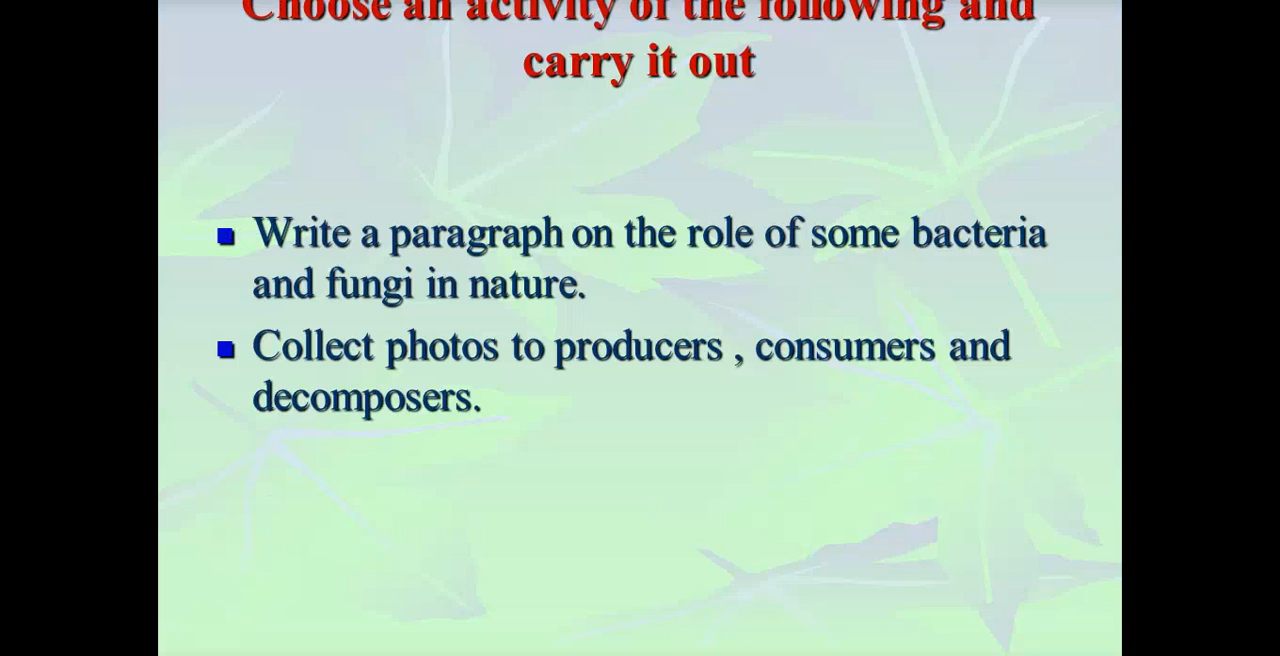 Choose an activity of the following and
carry it out
Write a paragraph on the role of some bacteria
and fungi in nature.
Collect photos to producers , consumers and
decomposers.